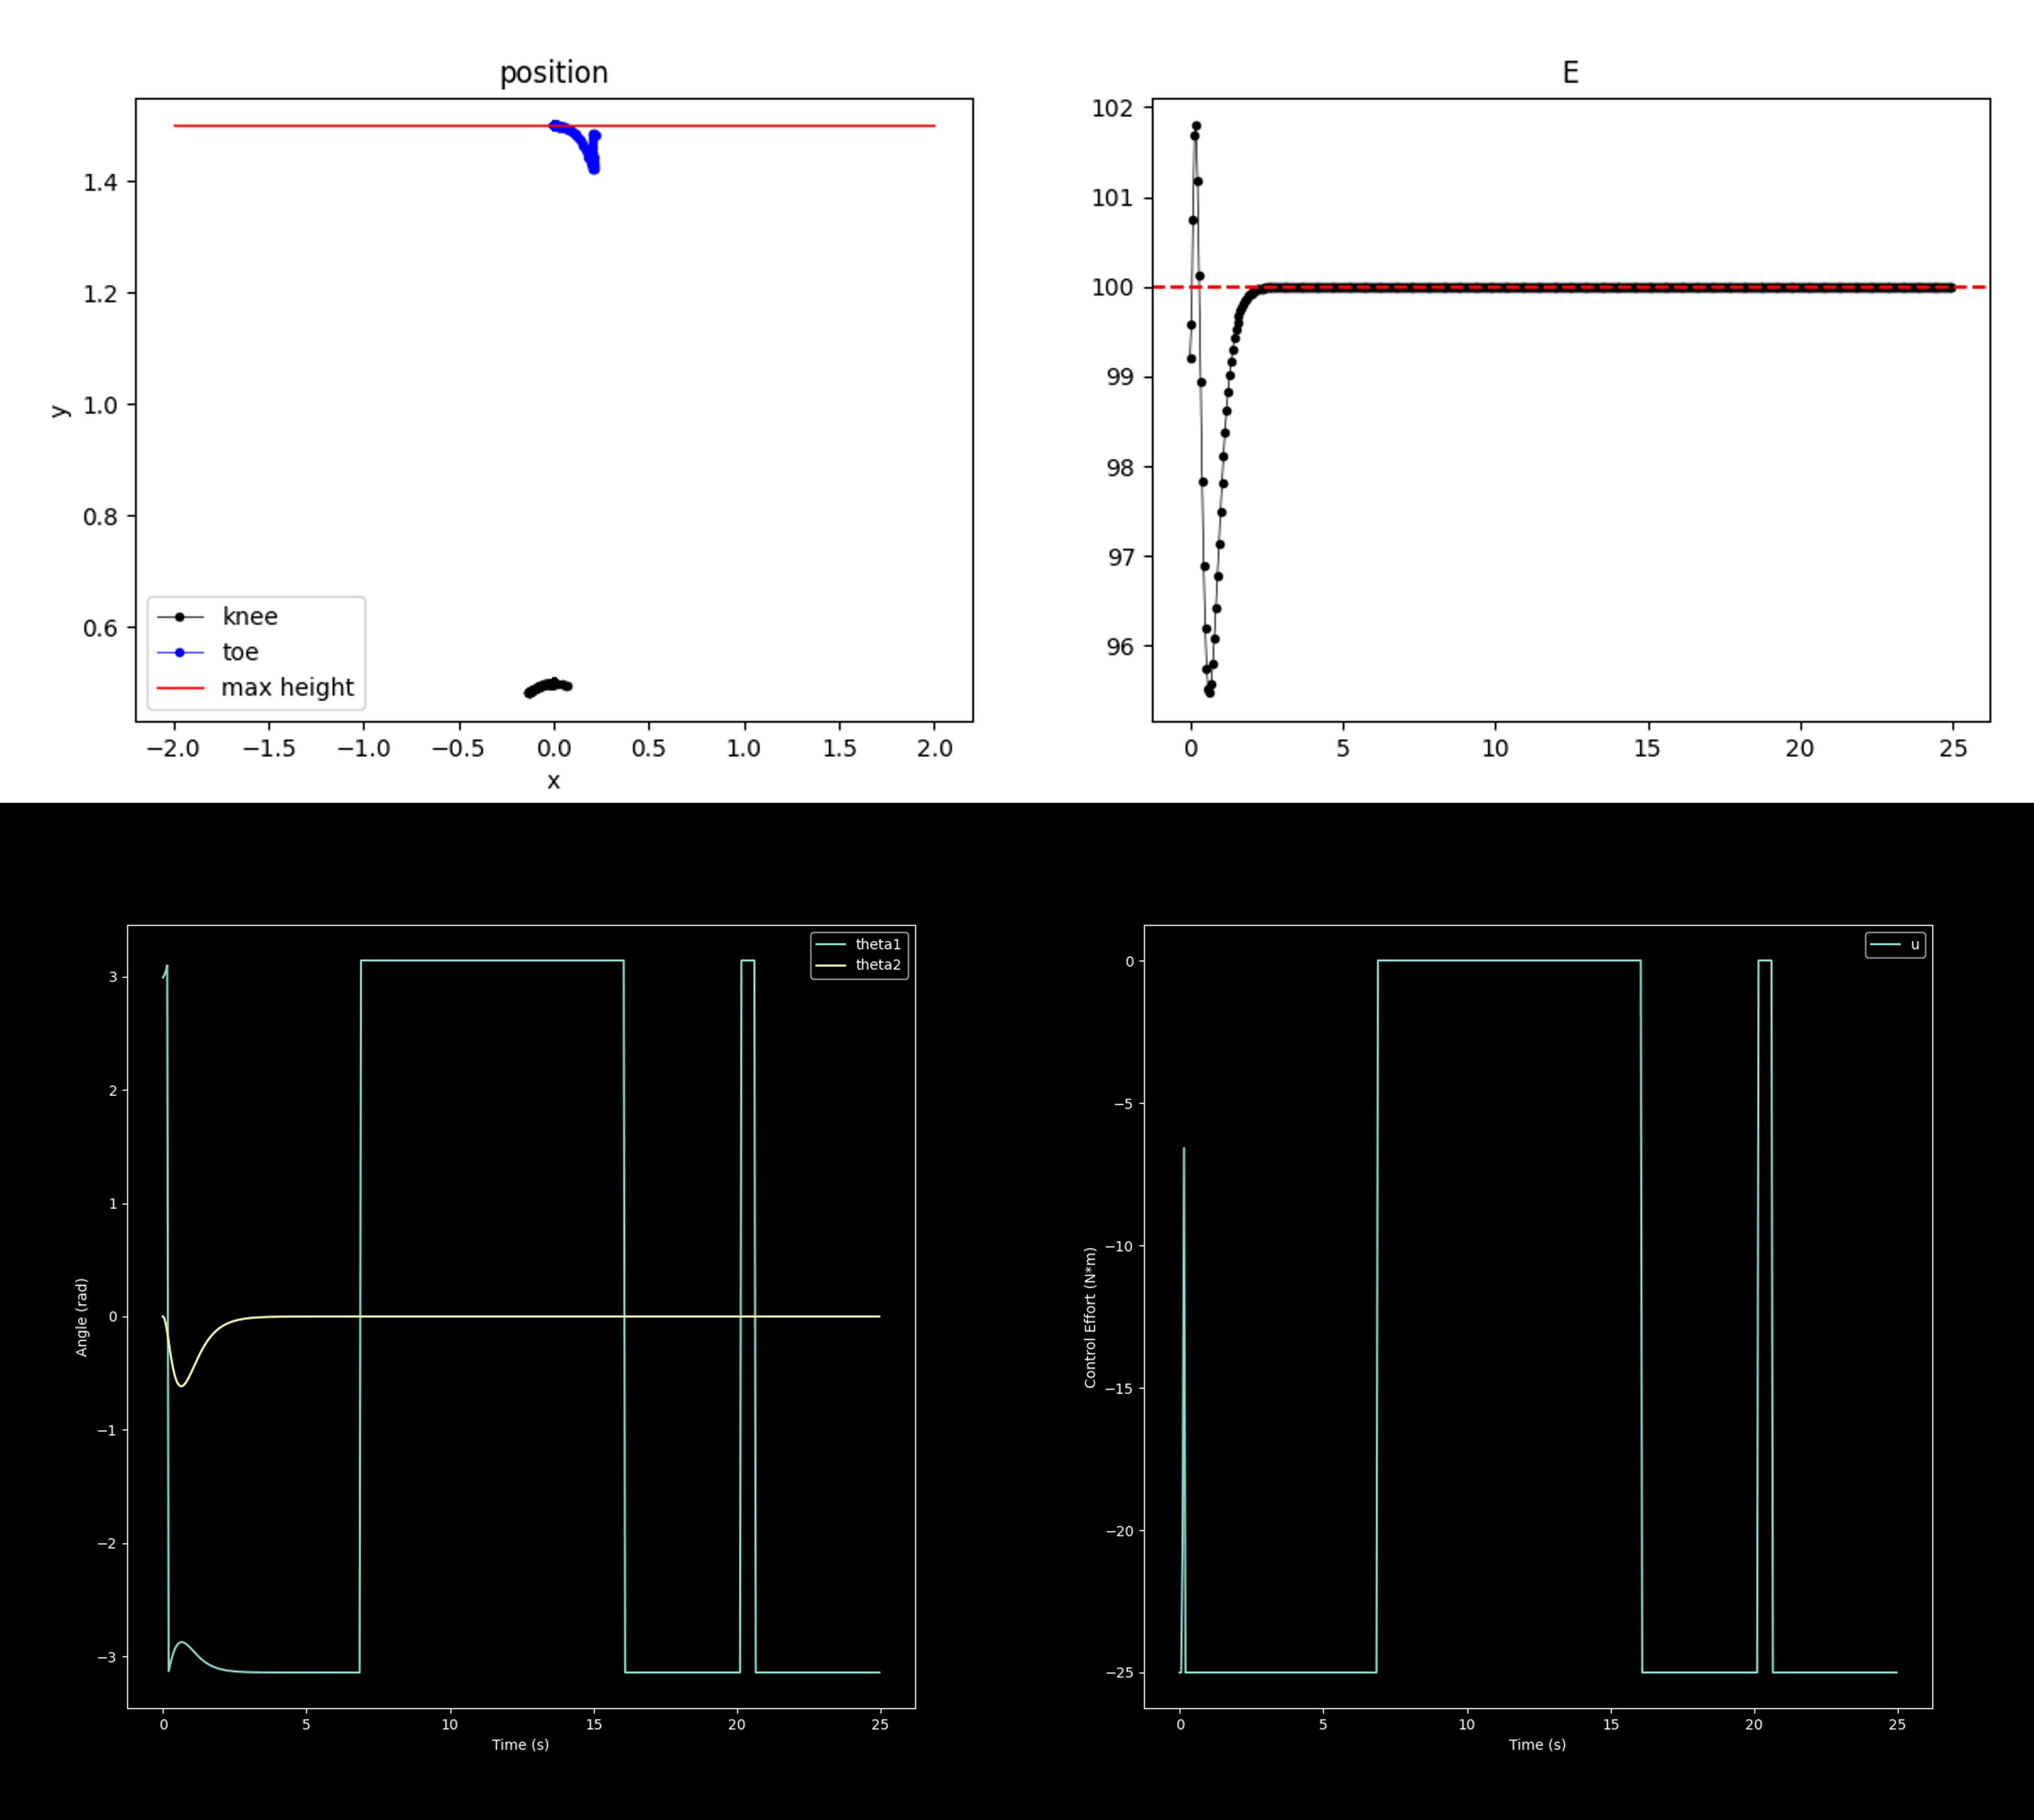 position
1.4
1.2
1.0
0.8
0.6
y
knee
toe
max height
−2.0 −1.5 −1.0 −0.5 0.0 0.5 1.0 1.5 2.0
x
E
102
101
100
99
98
97
96
0 5 10 15 20 25
theta1
theta2
3
2
1
0
−1
−2
−3
Angle (rad)
0 5 10 15 20 25
Time (s)
u
0
−5
−10
−15
−20
−25
Control Effort (N*m)
0 5 10 15 20 25
Time (s)